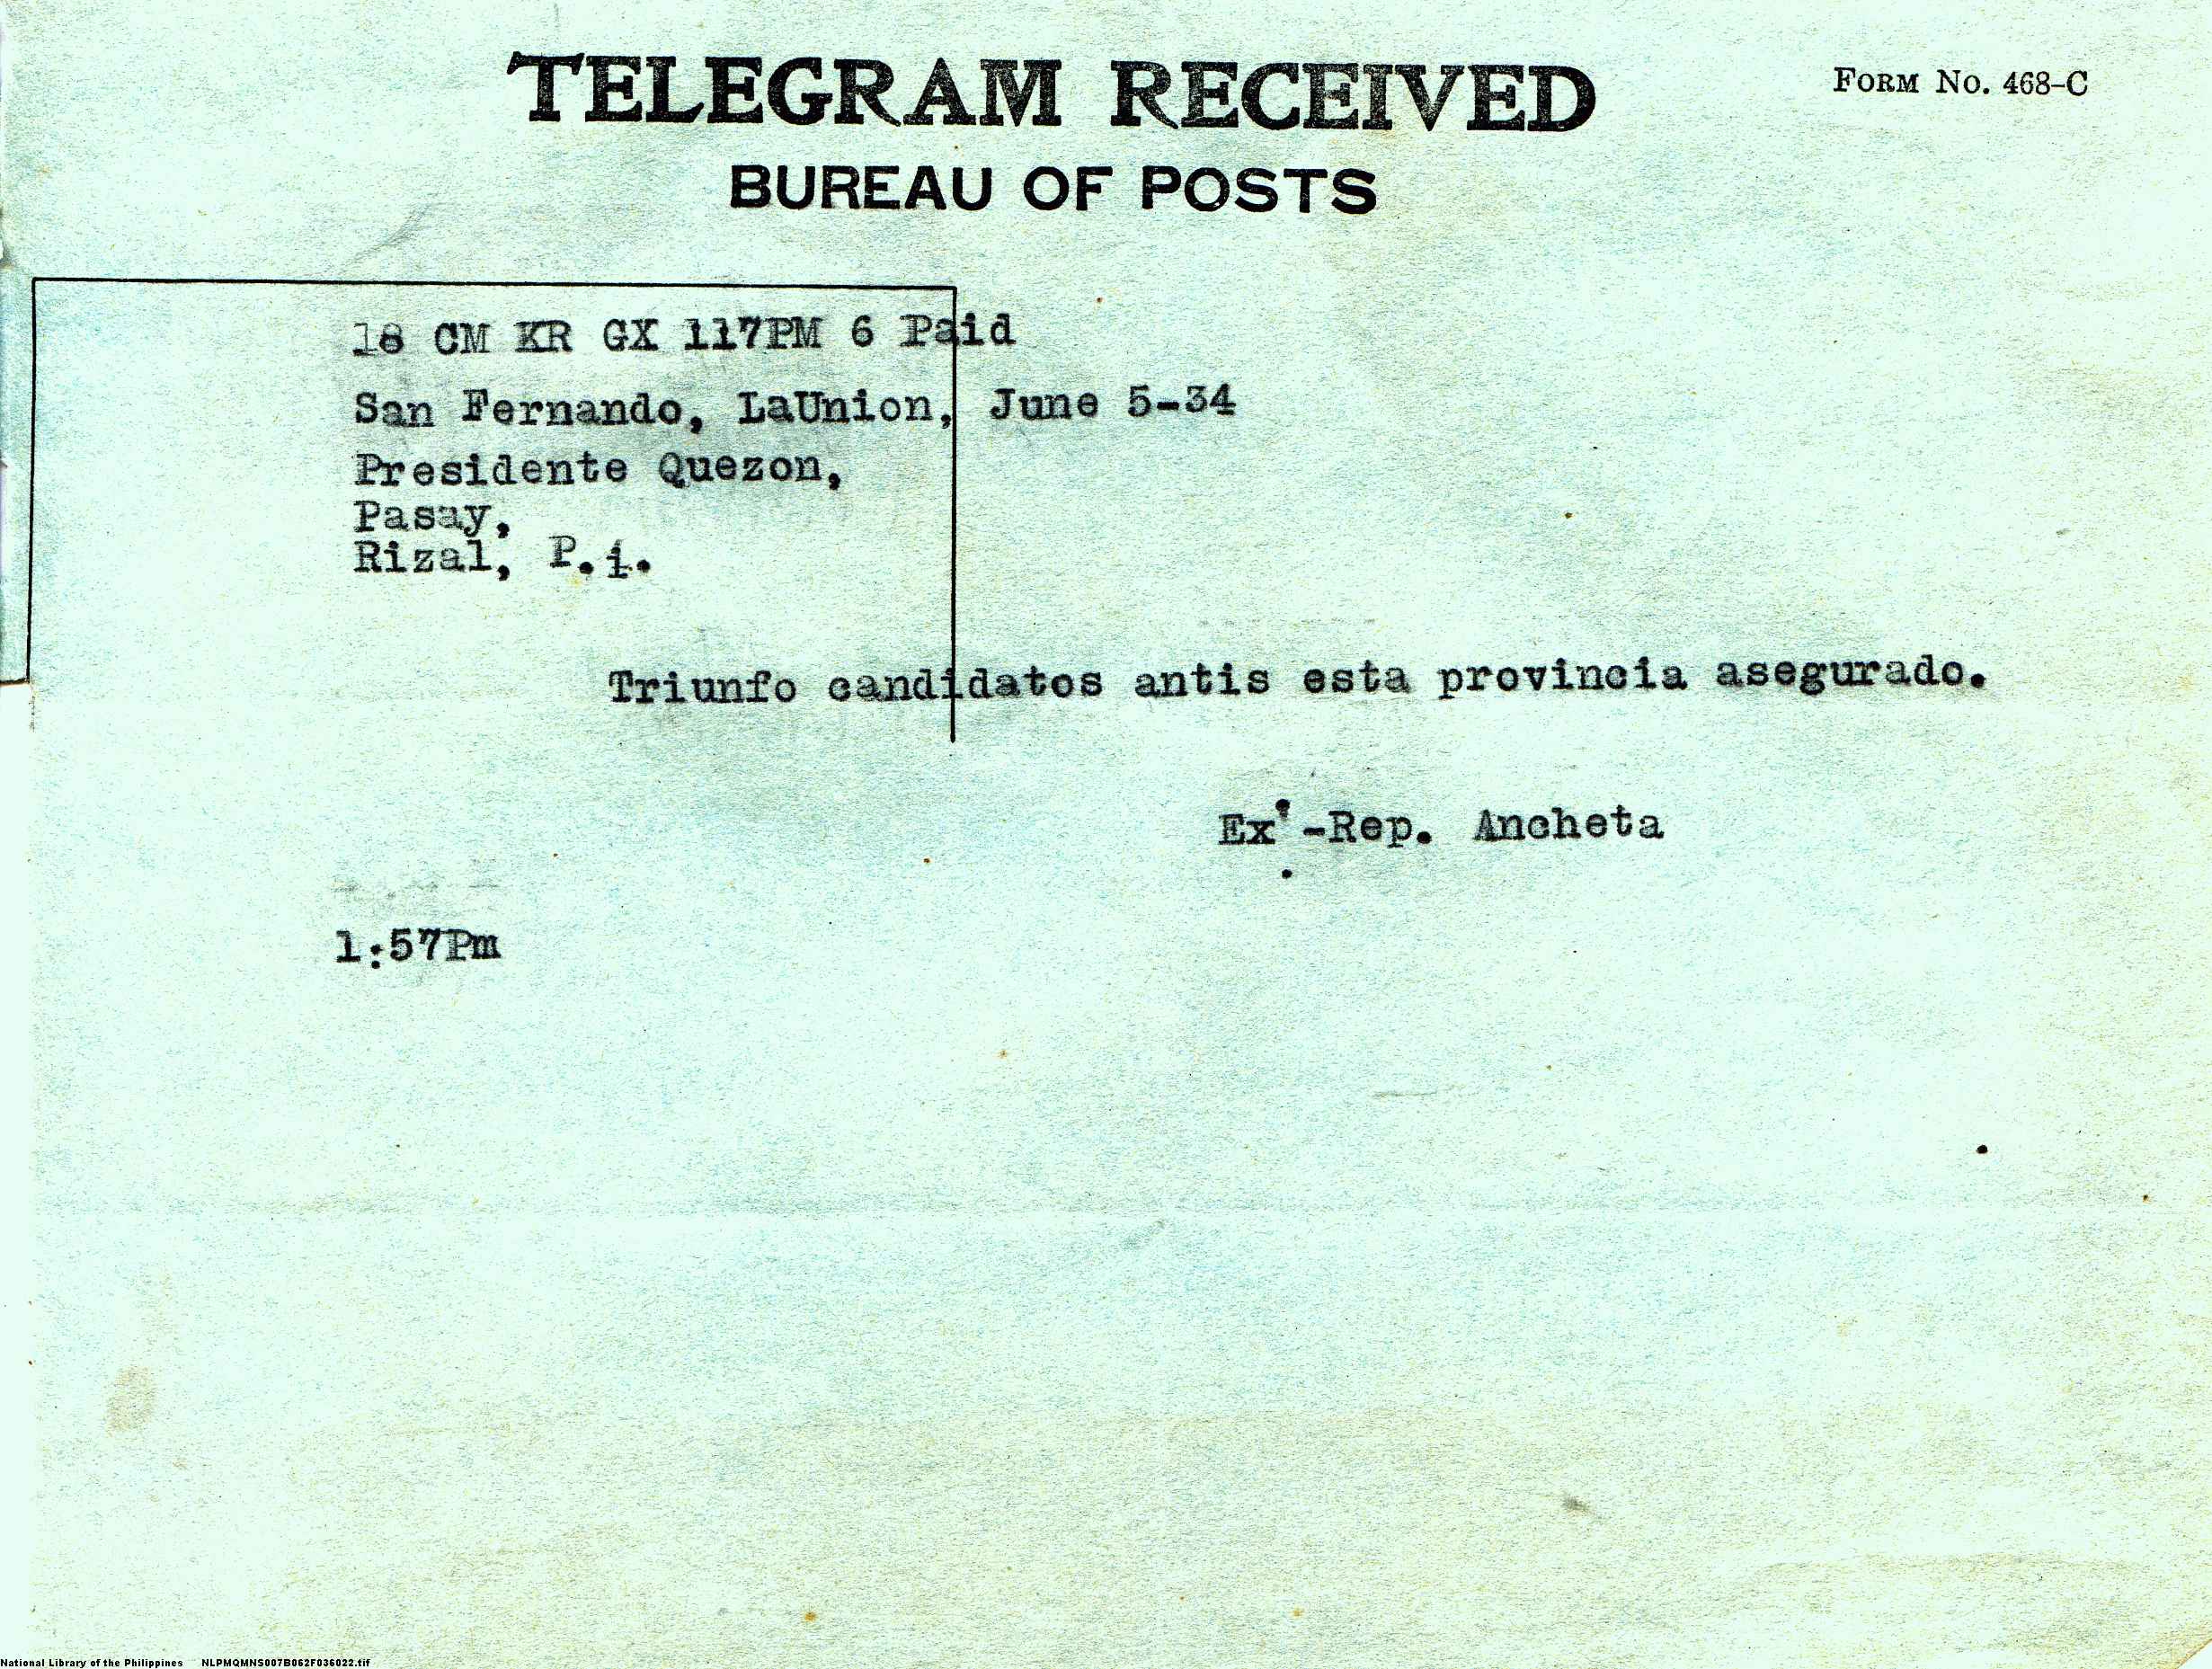 TELEGRAM RECEIVED
FORM No. 468-C
BUREAU OF POSTS
18 CM KR GX 117PM 6 Paid
San Fernando, LaUnion, June 5-34
Presidente Quezon,
Pasay,
Rizal, P.i.
Triunfo candidatos antis esta provincia asegurado.
Ex'-Rep. Ancheta
1:57Pm
National Library of the Philippines NLPMQMNS007B062F036022.tif